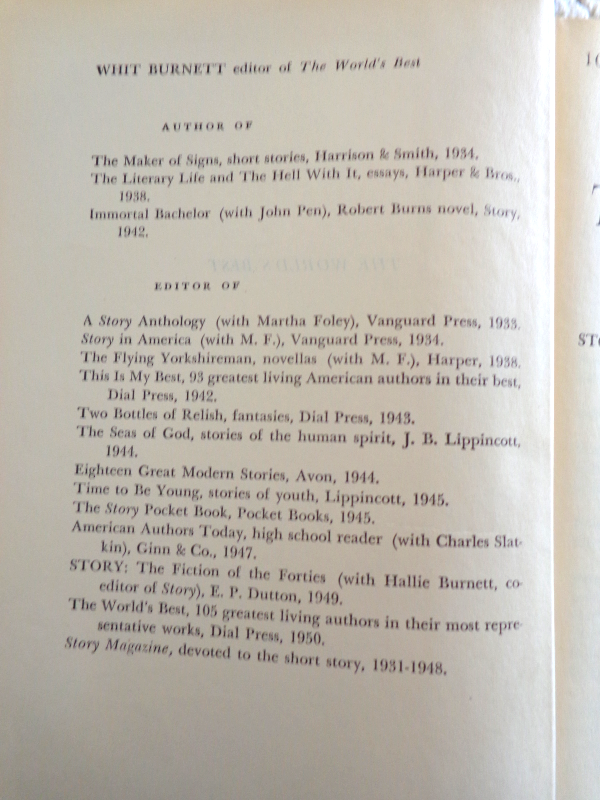 WHIT BURNETT editor of The World's Best
AUTHOR OF
The Maker of Signs, short stories, Harrison & Smith, 1934.
The Literary Life and The Hell With It, essays, Harper & Bros.,
1938.
Immortal Bachelor (with John Pen), Robert Burns novel, Story,
1942.
THE WORLD'S BEST
EDITOR OF
A Story Anthology (with Martha Foley), Vanguard Press, 1933.
Story in America (with M. F.), Vanguard Press, 1934.
The Flying Yorkshireman, novellas (with M. F.), Harper, 1938.
This Is My Best, 93 greatest living American authors in their best,
Dial Press, 1942.
Two Bottles of Relish, fantasies, Dial Press, 1943.
The Seas of God, stories of the human spirit, J. B. Lippincott,
1944.
Eighteen Great Modern Stories, Avon, 1944.
Time to Be Young, stories of youth, Lippincott, 1945.
The Story Pocket Book, Pocket Books, 1945.
American Authors Today, high school reader (with Charles Slat-
kin), Ginn & Co., 1947.
STORY: The Fiction of the Forties (with Hallie Burnett, co-
editor of Story), E. P. Dutton, 1949.
The World's Best, 105 greatest living authors in their most repre-
sentative works, Dial Press, 1950.
Story Magazine, devoted to the short story, 1931-1948.